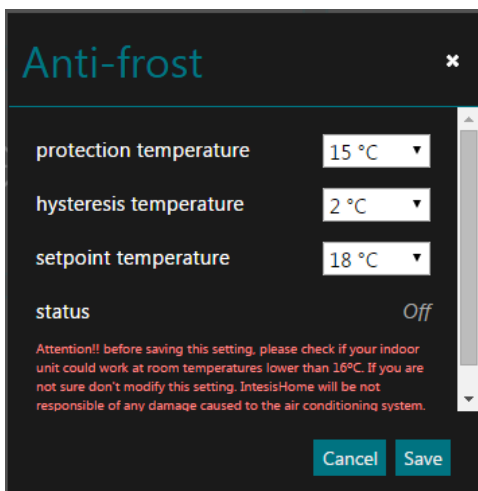 Anti-frost
protection temperature 15 °C
hysteresis temperature 2 °C
setpoint temperature 18 °C
status Off
Attention!! before saving this setting, please check if your indoor
unit could work at room temperatures lower than 16ºC. If you are
not sure don't modify this setting. IntesisHome will be not
responsible of any damage caused to the air conditioning system.
Cancel Save